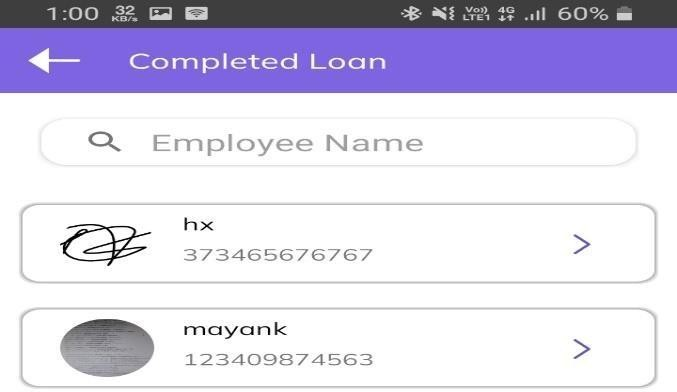 1:00 32 KB/s Vo)) LTE1 4G 60%
Completed Loan
Employee Name
hx
373465676767
mayank
123409874563